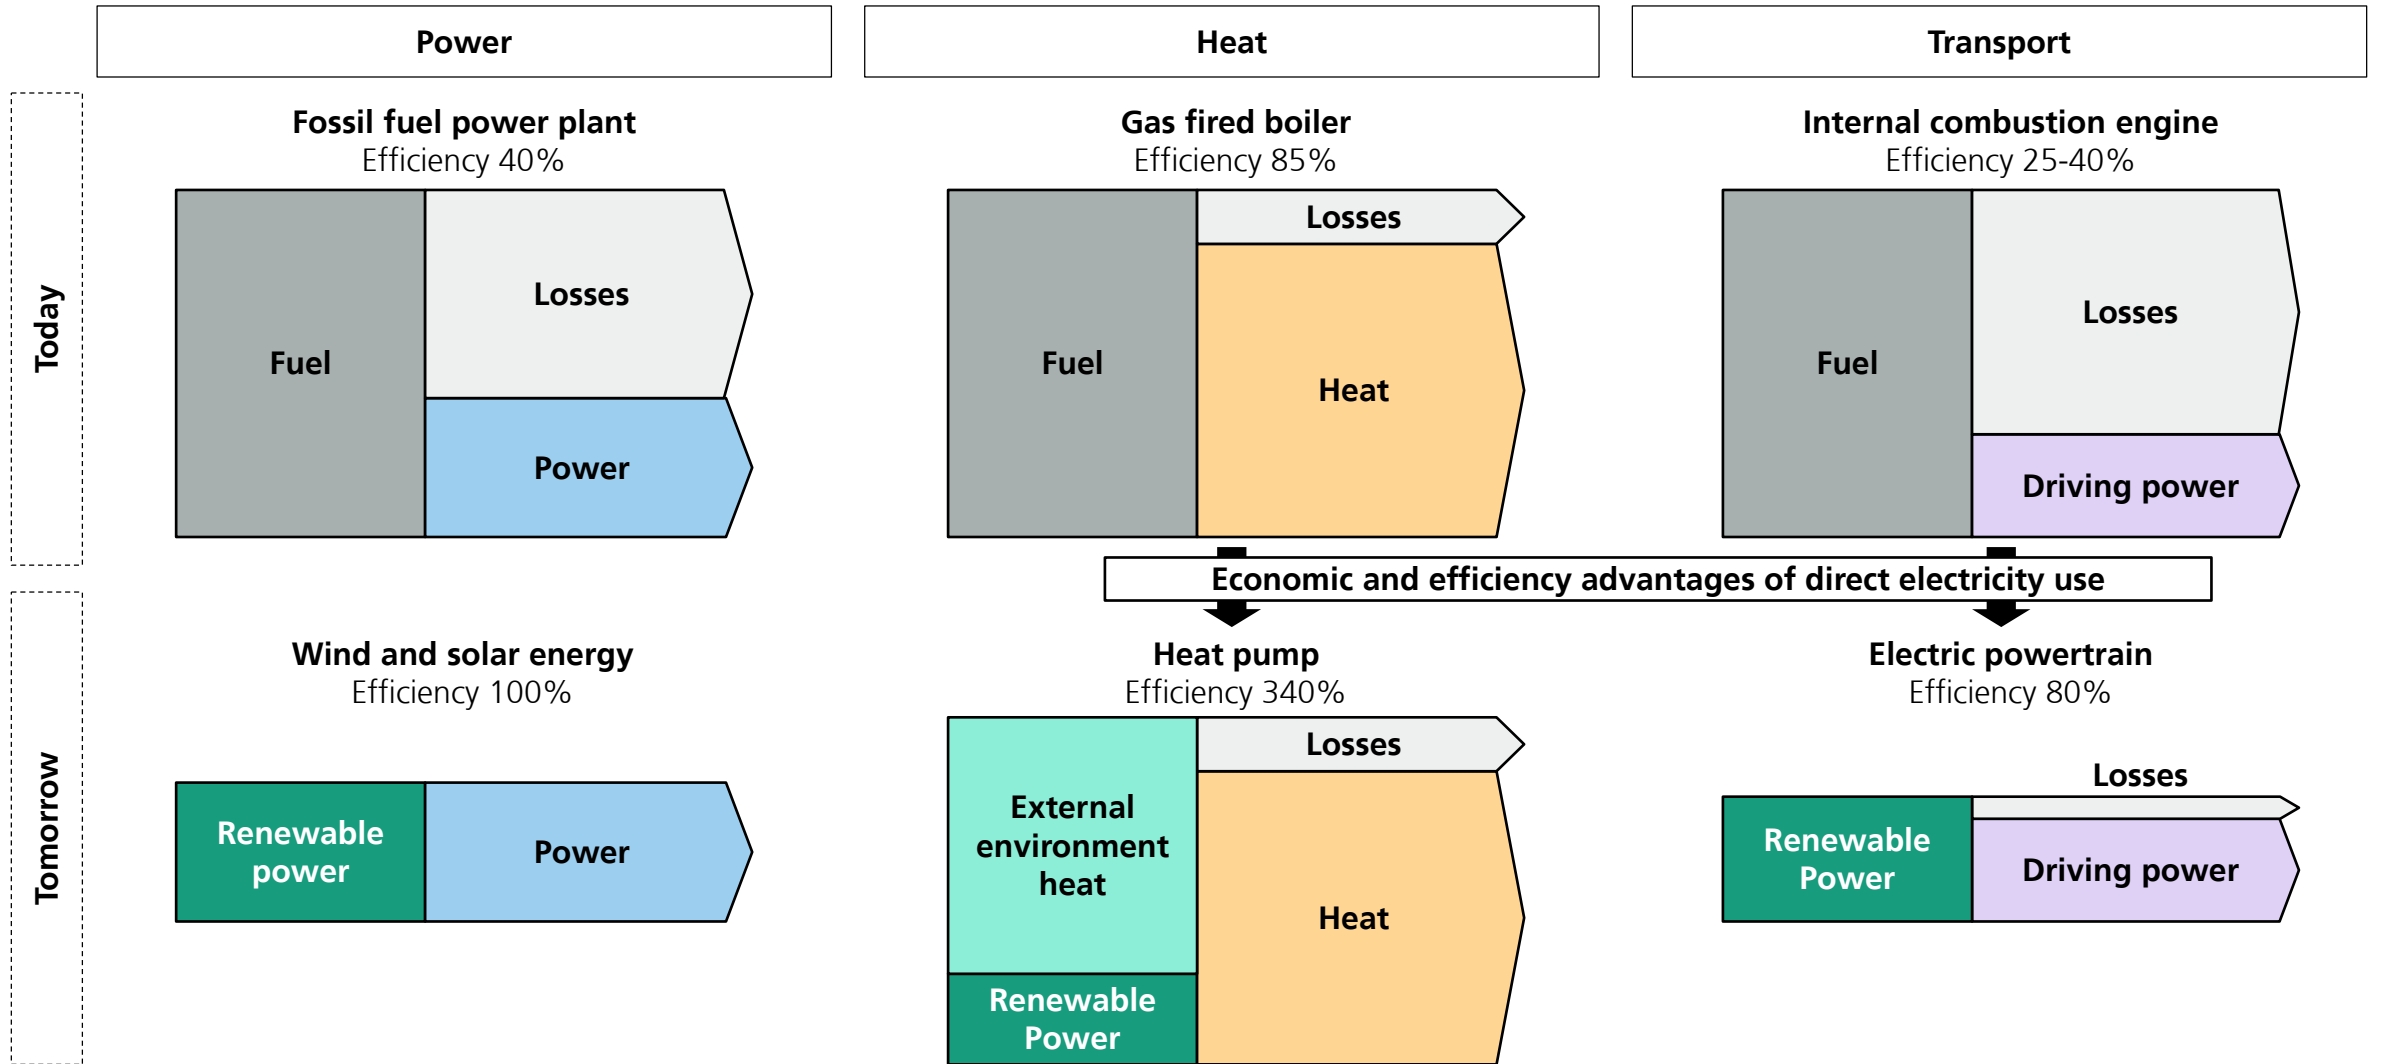 Power
Heat
Transport
Today
Fossil fuel power plant
Efficiency 40%
Fuel
Losses
Power
Gas fired boiler
Efficiency 85%
Fuel
Losses
Heat
Internal combustion engine
Efficiency 25-40%
Fuel
Losses
Driving power
Economic and efficiency advantages of direct electricity use
Tomorrow
Wind and solar energy
Efficiency 100%
Renewable
power
Power
Heat pump
Efficiency 340%
External
environment
heat
Renewable
Power
Losses
Heat
Electric powertrain
Efficiency 80%
Renewable
Power
Losses
Driving power